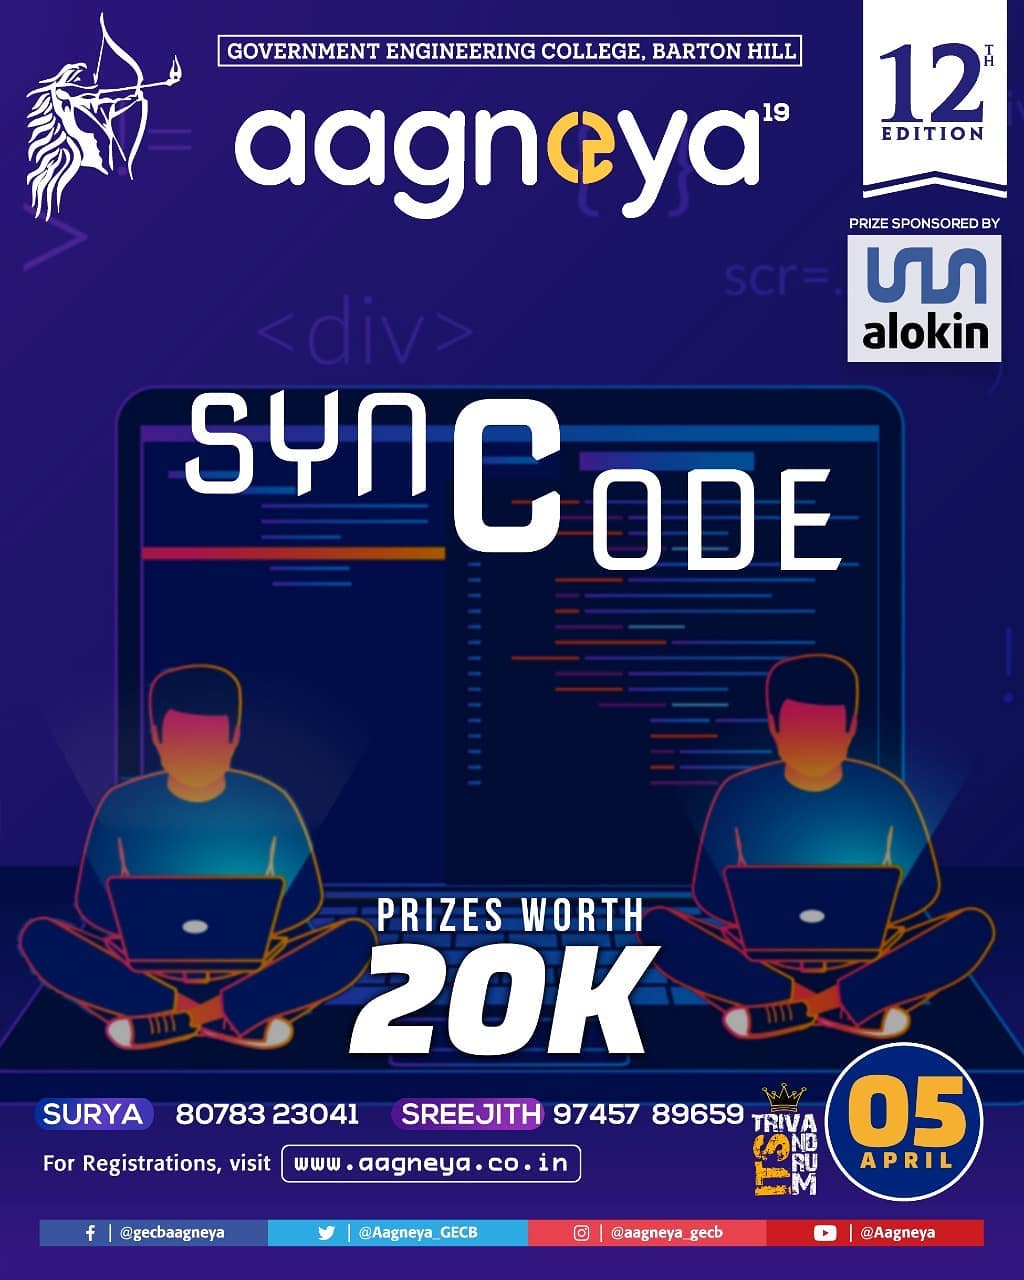 GOVERNMENT ENGINEERING COLLEGE, BARTON HILL
aagneya19
12TH
EDITION
PRIZE SPONSORED BY
alokin
!=
{ }
>
scr=.
<div>
SYNCODE
PRIZES WORTH
20K
SURYA 80783 23041 SREEJITH 97457 89659
For Registrations, visit www.aagneya.co.in
ITS TRIVANDRUM
05
APRIL
@gecbaagneya @Aagneya_GECB @aagneya_gecb @Aagneya